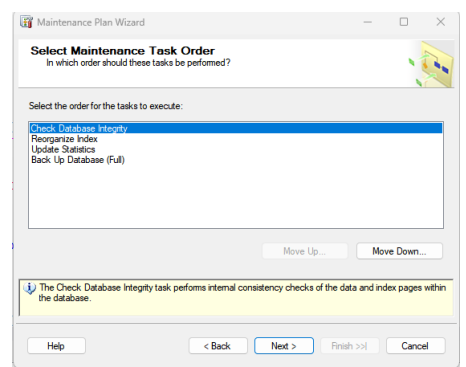 Maintenance Plan Wizard
Select Maintenance Task Order
In which order should these tasks be performed?
Select the order for the tasks to execute:
Check Database Integrity
Reorganize Index
Update Statistics
Back Up Database (Full)
Move Up...
Move Down...
The Check Database Integrity task performs internal consistency checks of the data and index pages within
the database.
Help
< Back
Next >
Finish >>|
Cancel